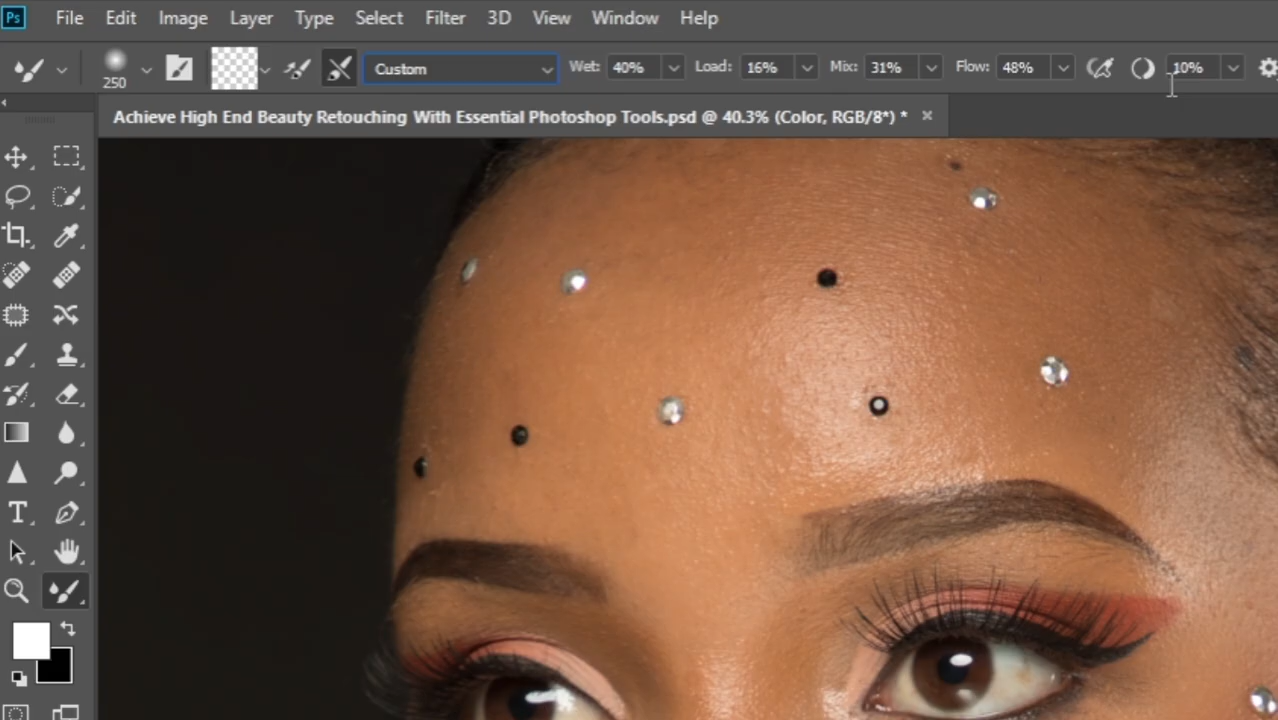 Ps File Edit Image Layer Type Select Filter 3D View Window Help
250 Custom Wet: 40% Load: 16% Mix: 31% Flow: 48% 10%
Achieve High End Beauty Retouching With Essential Photoshop Tools.psd @ 40.3% (Color, RGB/8*) * ×
T